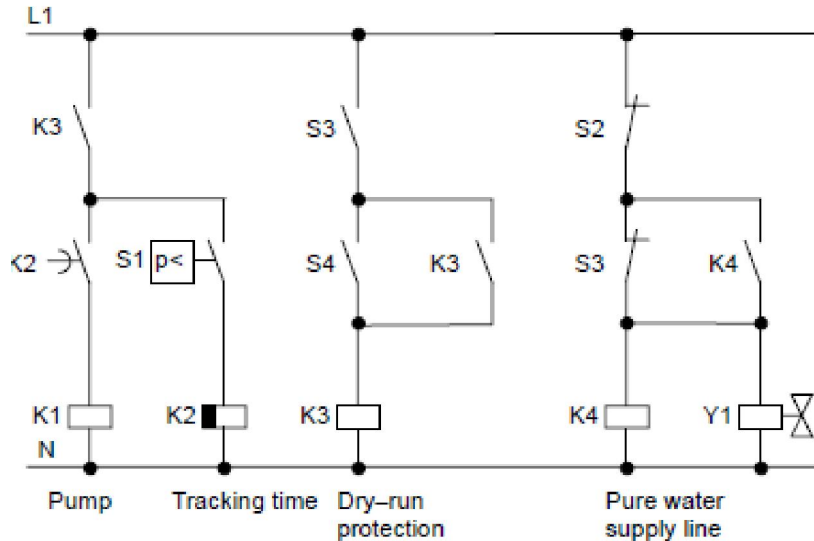 L1
K3 S3 S2
K2 S1 p< S4 K3 S3 K4
K1 K2 K3 K4 Y1
N
Pump Tracking time Dry–run Pure water
protection supply line